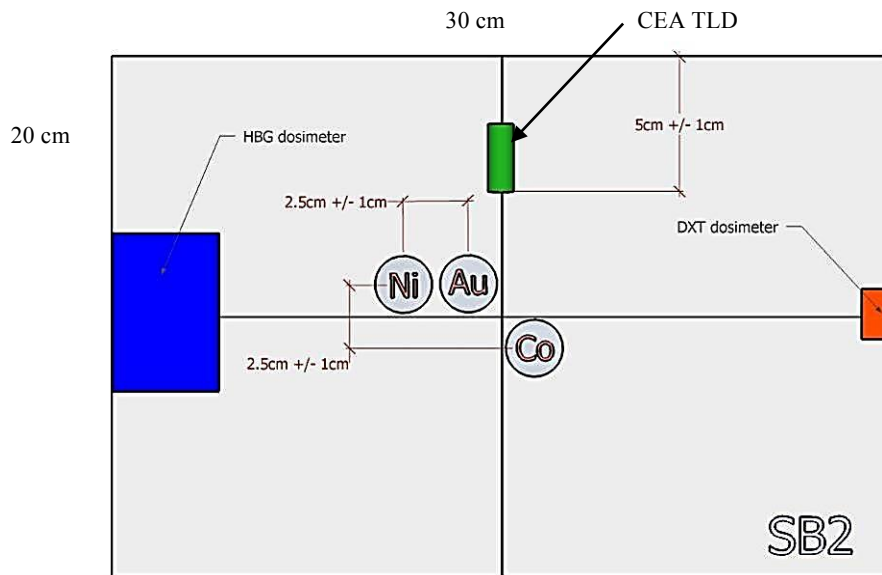 30 cm
CEA TLD
20 cm
HBG dosimeter
5cm +/- 1cm
2.5cm +/- 1cm
DXT dosimeter
Ni
Au
Co
2.5cm +/- 1cm
SB2